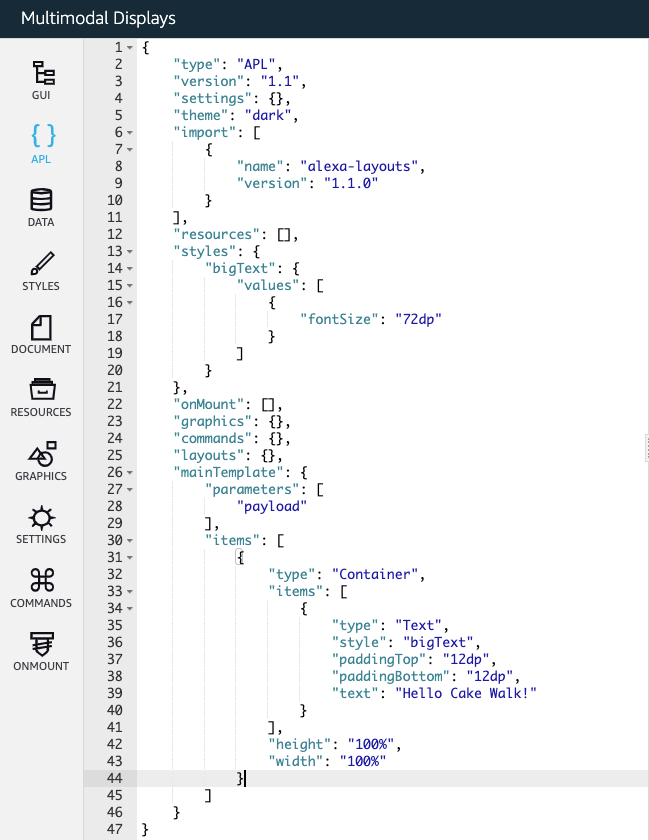 Multimodal Displays
GUI
{ }
APL
DATA
STYLES
DOCUMENT
RESOURCES
GRAPHICS
SETTINGS
COMMANDS
ONMOUNT
1 {
2     "type": "APL",
3     "version": "1.1",
4     "settings": {},
5     "theme": "dark",
6     "import": [
7         {
8             "name": "alexa-layouts",
9             "version": "1.1.0"
10         }
11     ],
12     "resources": [],
13     "styles": {
14         "bigText": {
15             "values": [
16                 {
17                     "fontSize": "72dp"
18                 }
19             ]
20         }
21     },
22     "onMount": [],
23     "graphics": {},
24     "commands": {},
25     "layouts": {},
26     "mainTemplate": {
27         "parameters": [
28             "payload"
29         ],
30         "items": [
31             {
32                 "type": "Container",
33                 "items": [
34                     {
35                         "type": "Text",
36                         "style": "bigText",
37                         "paddingTop": "12dp",
38                         "paddingBottom": "12dp",
39                         "text": "Hello Cake Walk!"
40                     }
41                 ],
42                 "height": "100%",
43                 "width": "100%"
44             }
45         ]
46     }
47 }